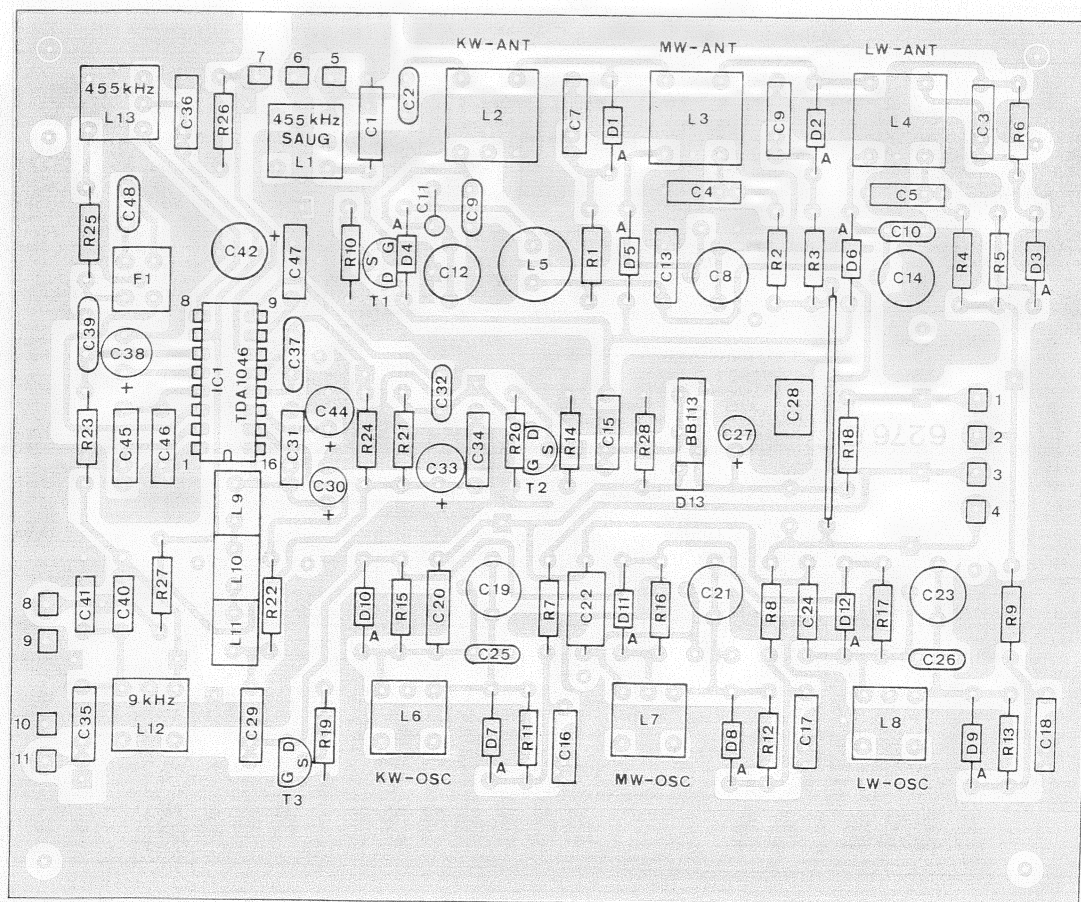 KW-ANT MW-ANT LW-ANT
7 6 5
455kHz L13 C36 R26 455kHz SAUG L1 C1 C2 L2 C7 D1 A L3 C9 D2 A L4 C3 R6
C4 C5
R25 C48 C42 + C47 R10 S G D T1 A D4 C11 C9 C12 L5 R1 A D5 C13 C8 R2 R3 A D6 C10 C14 R4 R5 D3 A
F1
8 9
C39 C38 + IC1 TDA1046 C37 C44 + C32 BB113 C28 1
R23 C45 C46 C31 R24 R21 C33 + C34 R20 D S G T2 R14 C15 R28 C27 + R18 6276 2
1 16 C30 + D13 3
4
L9
L10
L11
8 C41 C40 R27 R22 D10 A R15 C20 C19 R7 C22 D11 A R16 C21 R8 C24 D12 A R17 C23 R9
9 C25 C26
10 C35 9kHz L12 C29 D S G T3 R19 L6 D7 A R11 C16 L7 D8 A R12 C17 L8 D9 A R13 C18
11
KW-OSC MW-OSC LW-OSC